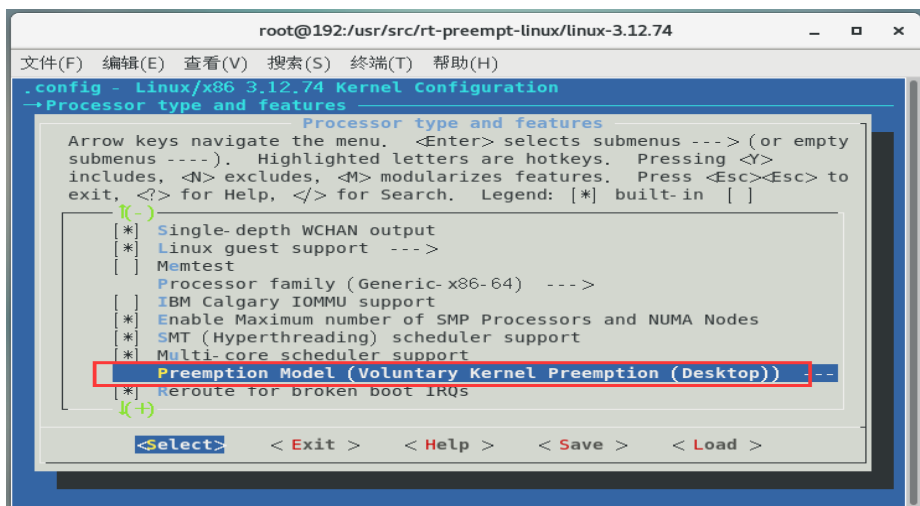 root@192:/usr/src/rt-preempt-linux/linux-3.12.74
文件(F) 编辑(E) 查看(V) 搜索(S) 终端(T) 帮助(H)
.config - Linux/x86 3.12.74 Kernel Configuration
→Processor type and features
Processor type and features
Arrow keys navigate the menu. <Enter> selects submenus ---> (or empty
submenus ----). Highlighted letters are hotkeys. Pressing <Y>
includes, <N> excludes, <M> modularizes features. Press <Esc><Esc> to
exit, <?> for Help, </> for Search. Legend: [*] built-in [ ]
↑(-)
[*] Single-depth WCHAN output
[*] Linux guest support --->
[ ] Memtest
Processor family (Generic-x86-64) --->
[ ] IBM Calgary IOMMU support
[*] Enable Maximum number of SMP Processors and NUMA Nodes
[*] SMT (Hyperthreading) scheduler support
[*] Multi-core scheduler support
Preemption Model (Voluntary Kernel Preemption (Desktop)) ---
[*] Reroute for broken boot IRQs
↓(+)
<Select> < Exit > < Help > < Save > < Load >